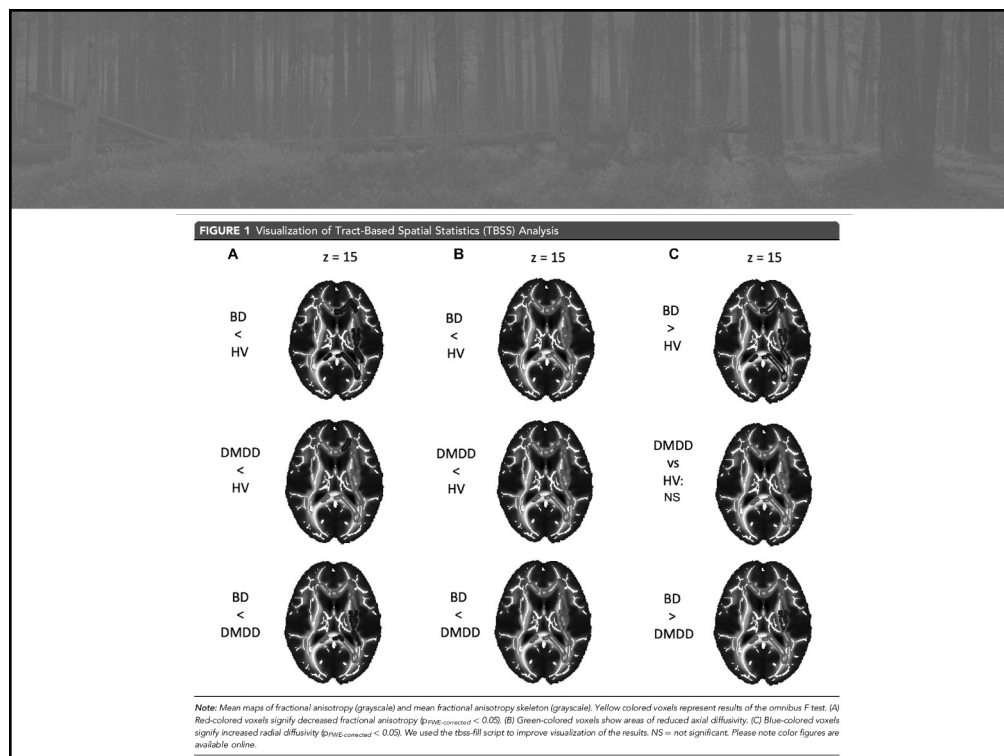 FIGURE 1 Visualization of Tract-Based Spatial Statistics (TBSS) Analysis
A z = 15 B z = 15 C z = 15
BD BD BD
< < >
HV HV HV
DMDD DMDD DMDD
< < vs
HV HV HV:
NS
BD BD BD
< < >
DMDD DMDD DMDD
Note: Mean maps of fractional anisotropy (grayscale) and mean fractional anisotropy skeleton (grayscale). Yellow colored voxels represent results of the omnibus F test. (A)
Red-colored voxels signify decreased fractional anisotropy (pFWE-corrected < 0.05). (B) Green-colored voxels show areas of reduced axial diffusivity. (C) Blue-colored voxels
signify increased radial diffusivity (pFWE-corrected < 0.05). We used the tbss-fill script to improve visualization of the results. NS = not significant. Please note color figures are
available online.